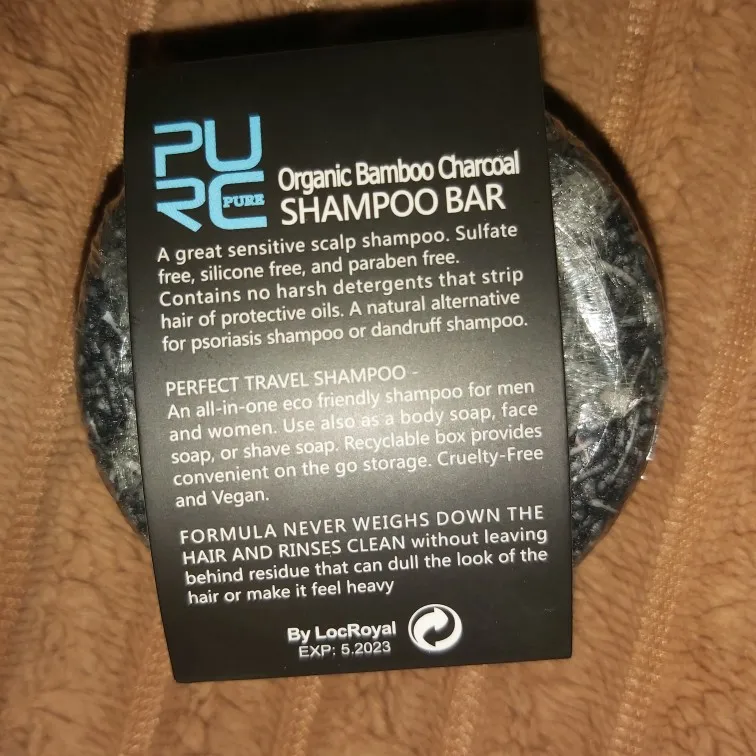 PURC
PURE
Organic Bamboo Charcoal
SHAMPOO BAR
A great sensitive scalp shampoo. Sulfate
free, silicone free, and paraben free.
Contains no harsh detergents that strip
hair of protective oils. A natural alternative
for psoriasis shampoo or dandruff shampoo.
PERFECT TRAVEL SHAMPOO -
An all-in-one eco friendly shampoo for men
and women. Use also as a body soap, face
soap, or shave soap. Recyclable box provides
convenient on the go storage. Cruelty-Free
and Vegan.
FORMULA NEVER WEIGHS DOWN THE
HAIR AND RINSES CLEAN without leaving
behind residue that can dull the look of the
hair or make it feel heavy
By LocRoyal
EXP: 5.2023